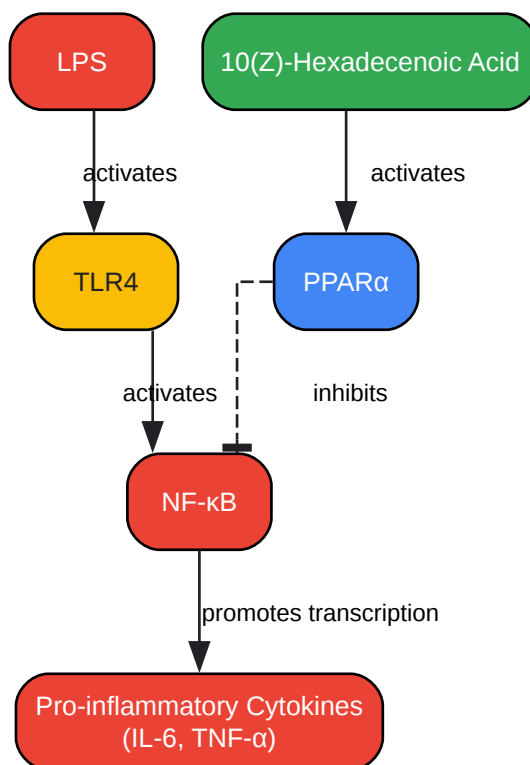 LPS
10(Z)-Hexadecenoic Acid
activates
activates
TLR4
PPARα
activates
inhibits
NF-κB
promotes transcription
Pro-inflammatory Cytokines
(IL-6, TNF-α)